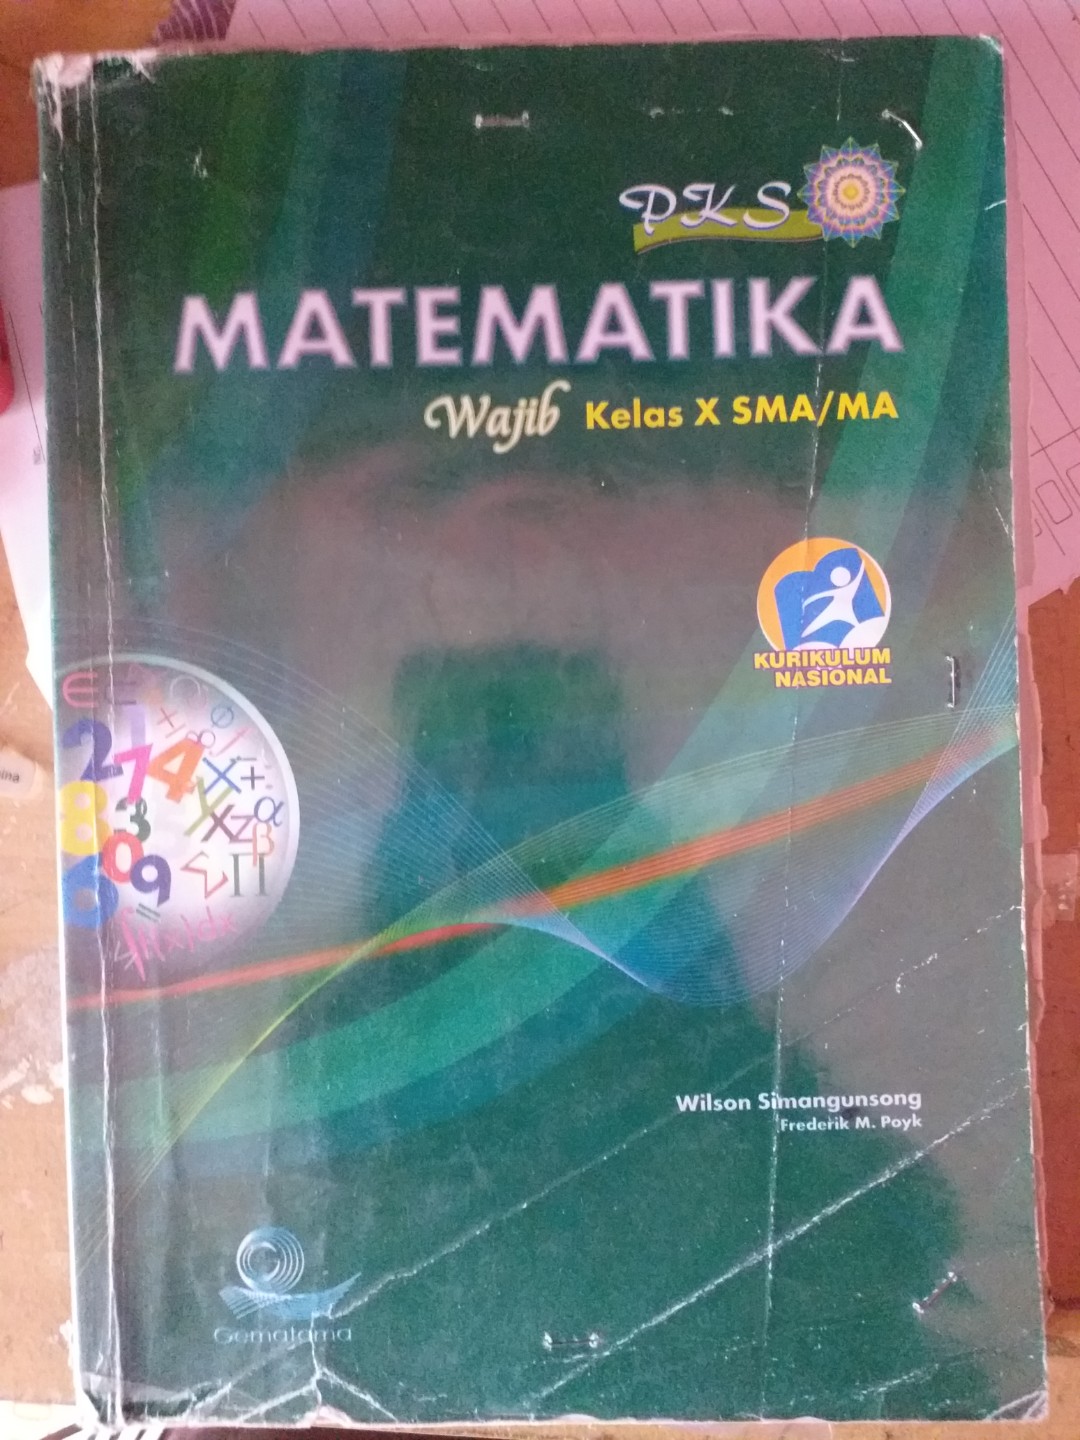 PKS
MATEMATIKA
Wajib Kelas X SMA/MA
KURIKULUM
NASIONAL
Wilson Simangunsong
Frederik M. Poyk
Gematama